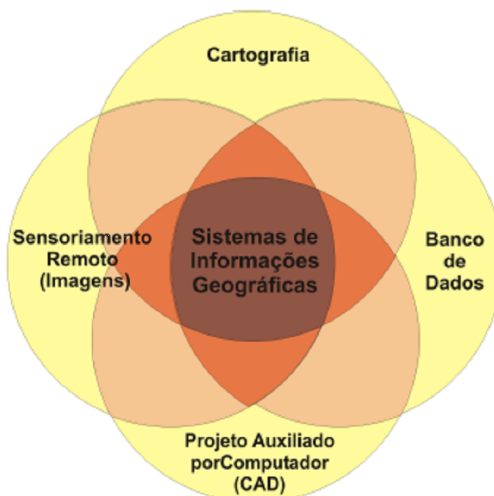 Cartografia
Sensoriamento
Remoto
(Imagens)
Sistemas de
Informações
Geográficas
Banco
de
Dados
Projeto Auxiliado
porComputador
(CAD)